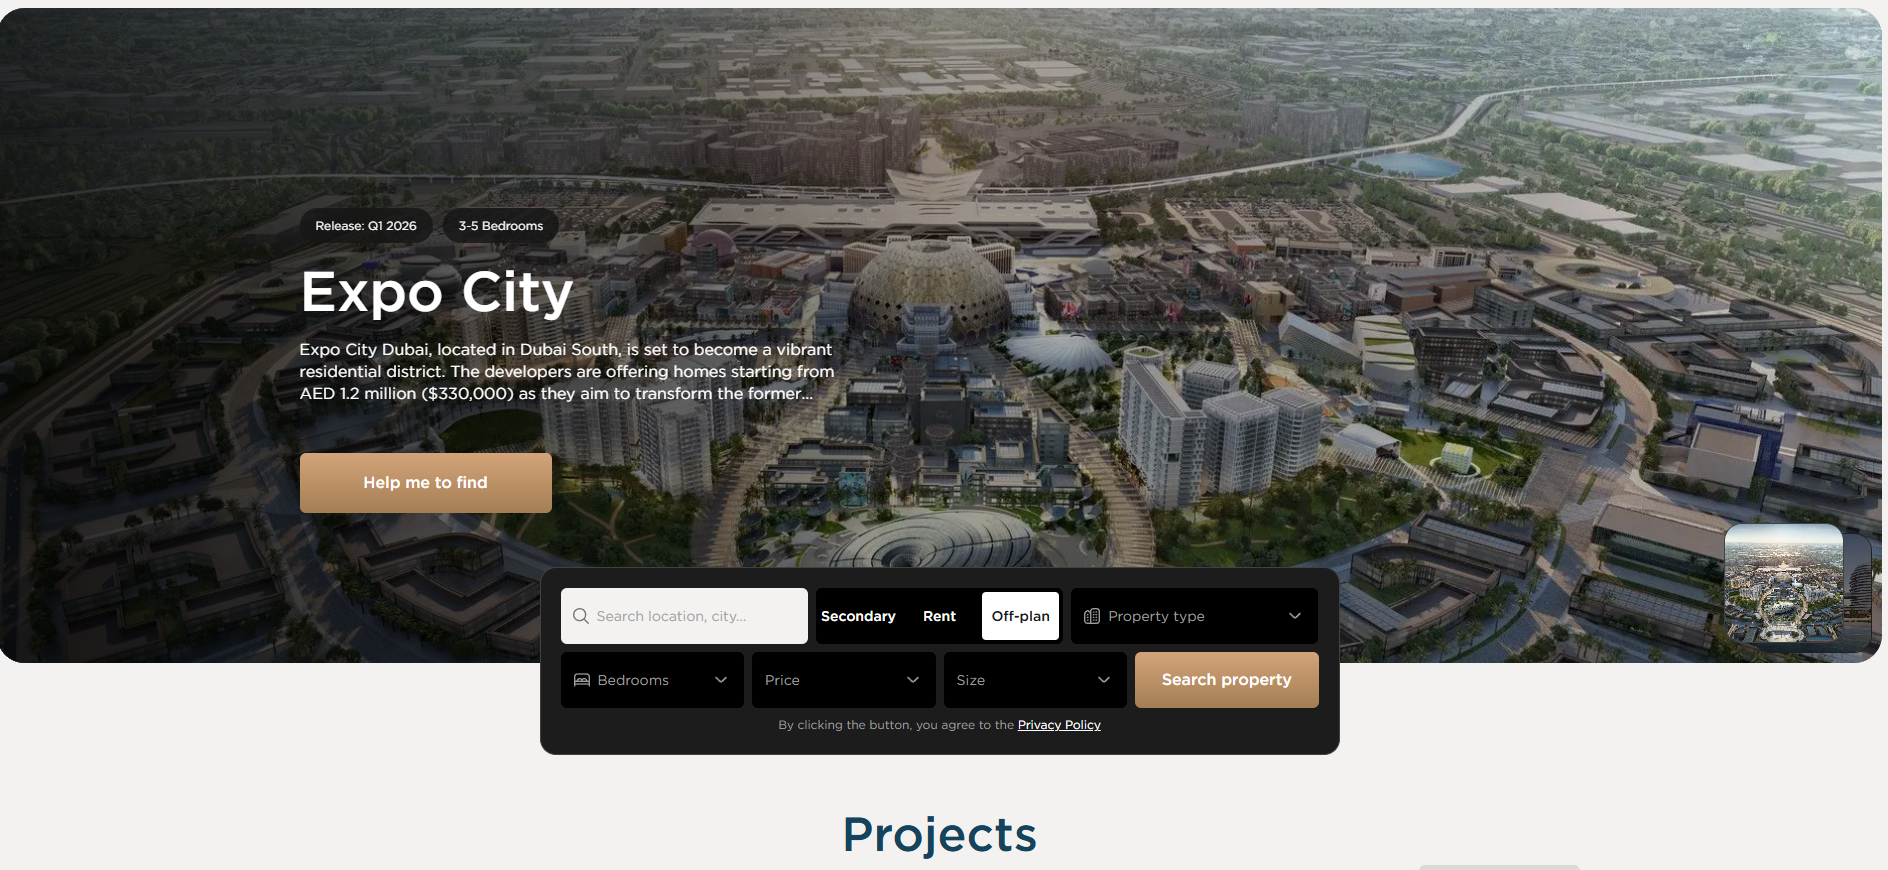 Release: Q1 2026
3-5 Bedrooms
Expo City
Expo City Dubai, located in Dubai South, is set to become a vibrant
residential district. The developers are offering homes starting from
AED 1.2 million ($330,000) as they aim to transform the former...
Help me to find
Search location, city...
Secondary
Rent
Off-plan
Property type
Bedrooms
Price
Size
Search property
By clicking the button, you agree to the Privacy Policy
Projects